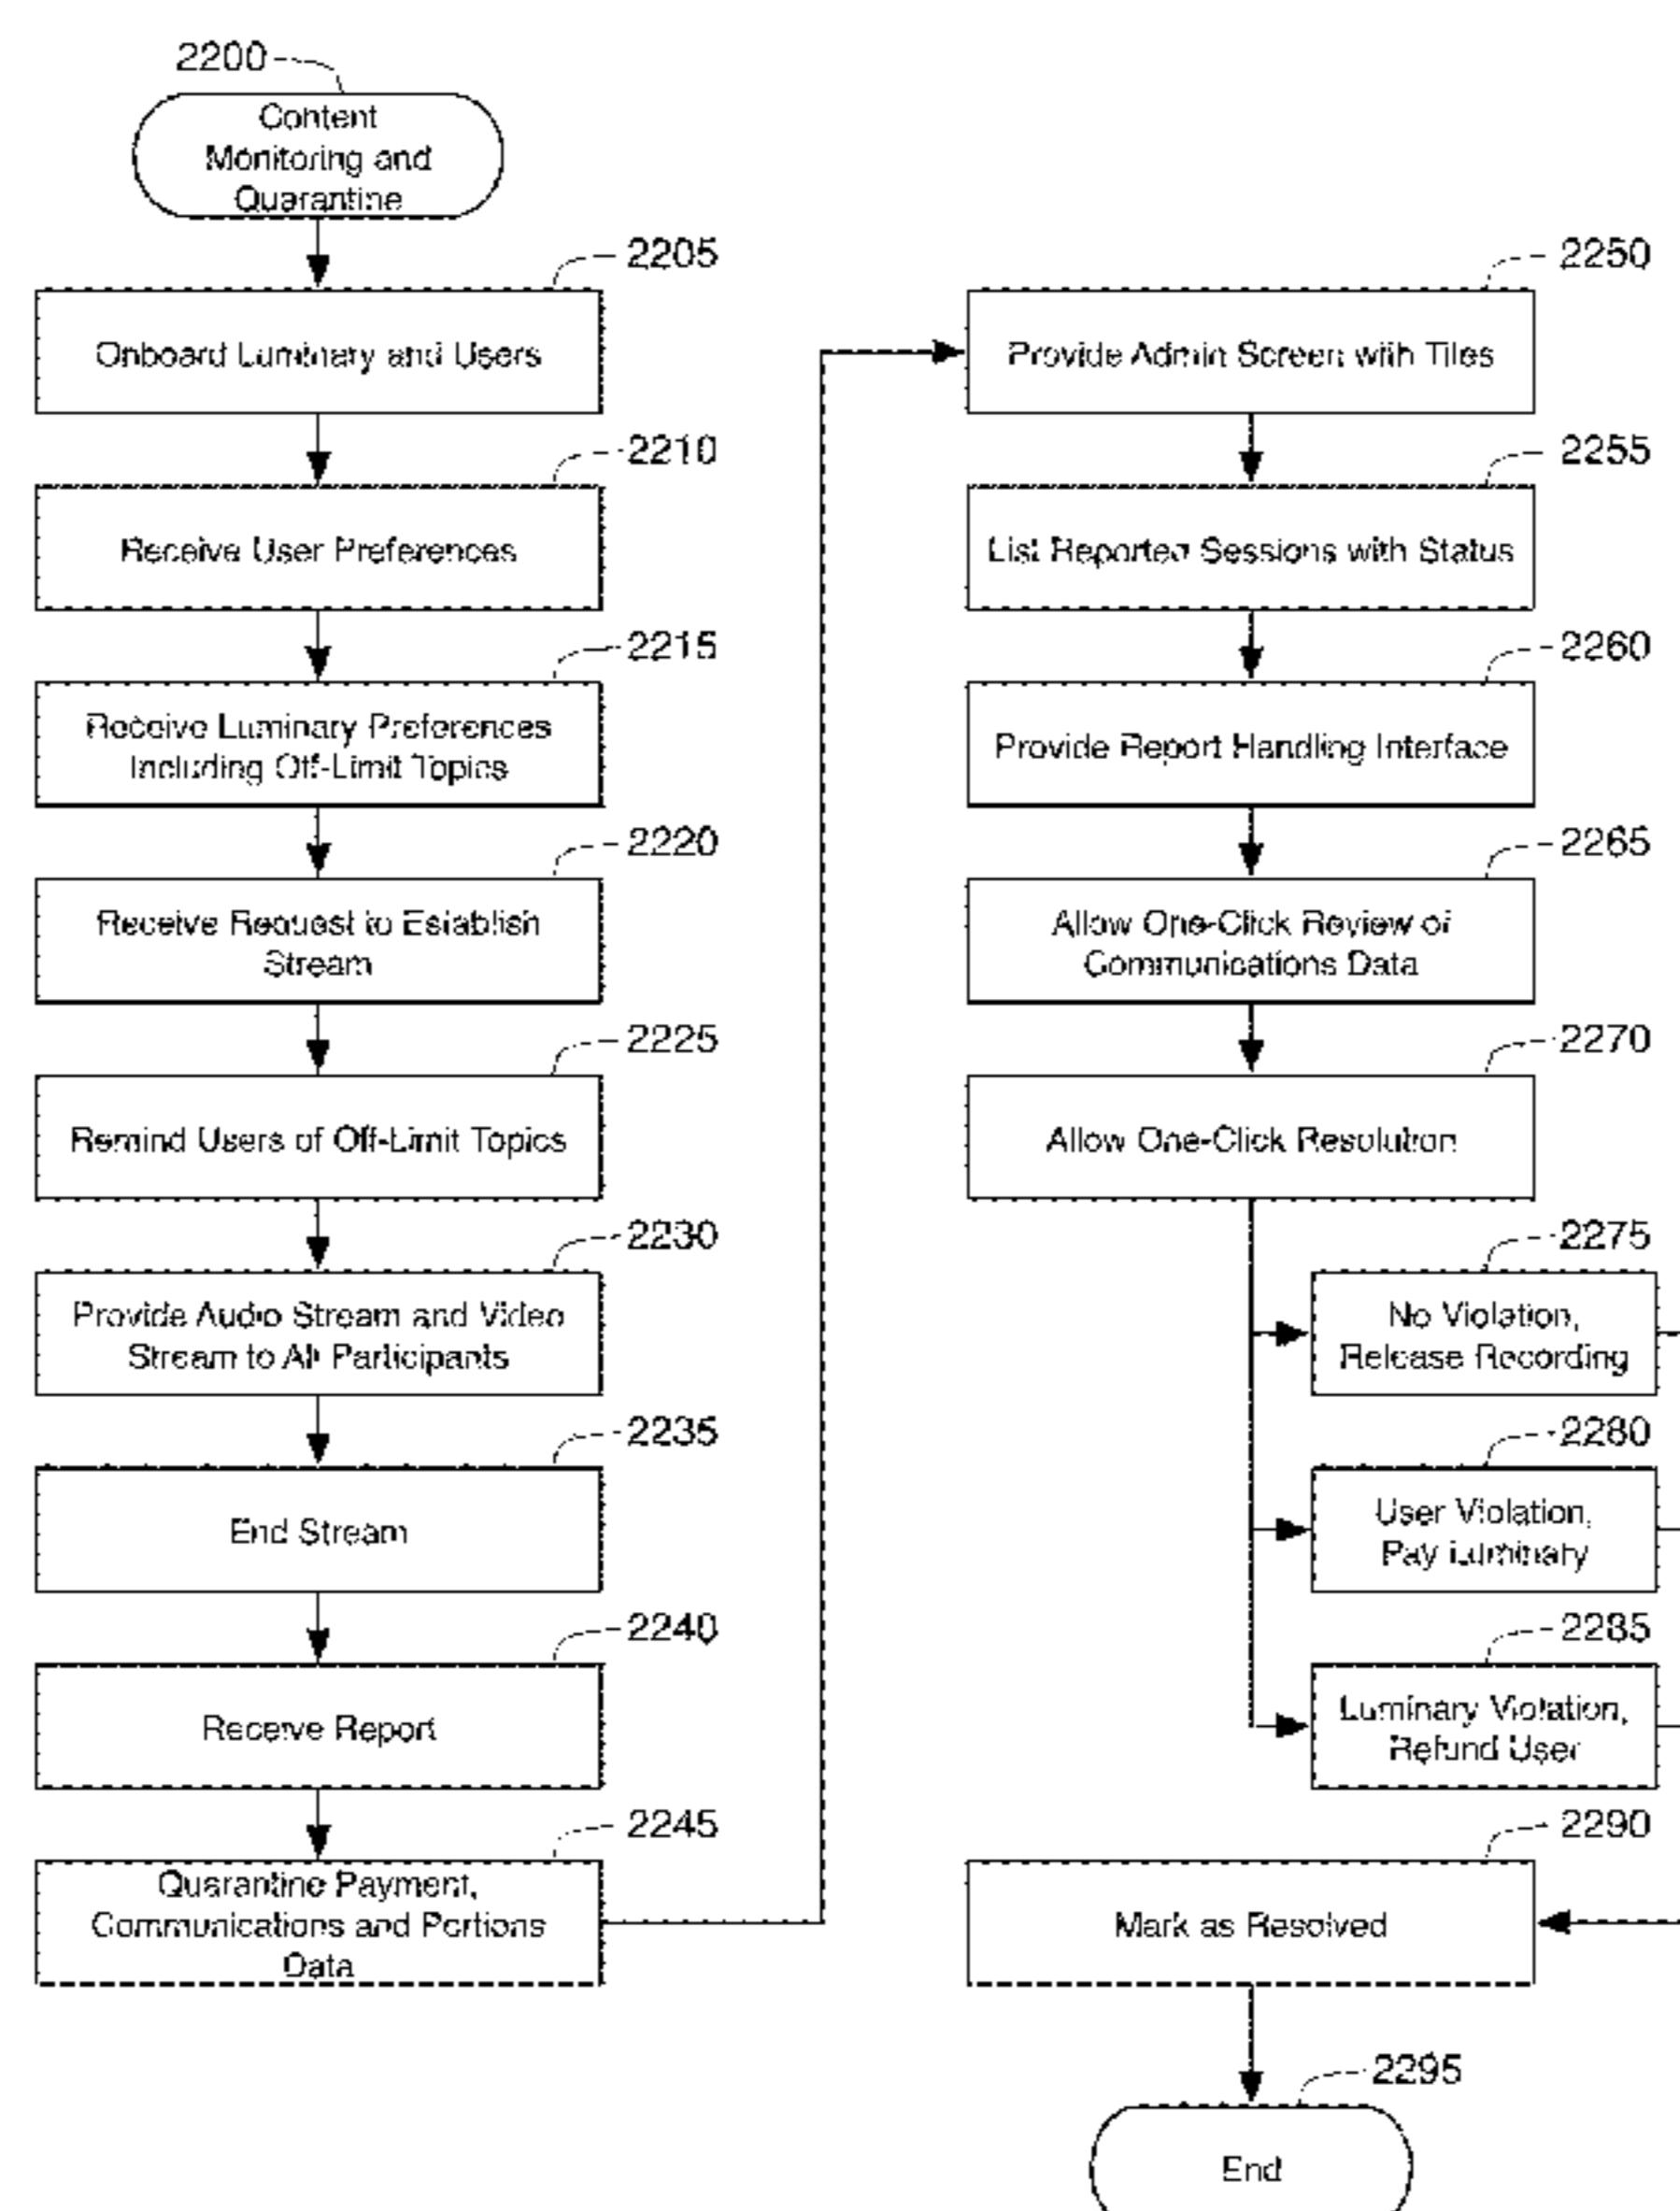 2200
Content
Monitoring and
Quarantine
2205
Onboard Luminary and Users
2210
Receive User Preferences
2215
Receive Luminary Preferences
Including Off-Limit Topics
2220
Receive Request to Establish
Stream
2225
Remind Users of Off-Limit Topics
2230
Provide Audio Stream and Video
Stream to All Participants
2235
End Stream
2240
Receive Report
2245
Quarantine Payment,
Communications and Portions
Data
2250
Provide Admin Screen with Tiles
2255
List Reported Sessions with Status
2260
Provide Report Handling Interface
2265
Allow One-Click Review of
Communications Data
2270
Allow One-Click Resolution
2275
No Violation,
Release Recording
2280
User Violation,
Pay Luminary
2285
Luminary Violation,
Refund User
2290
Mark as Resolved
2295
End